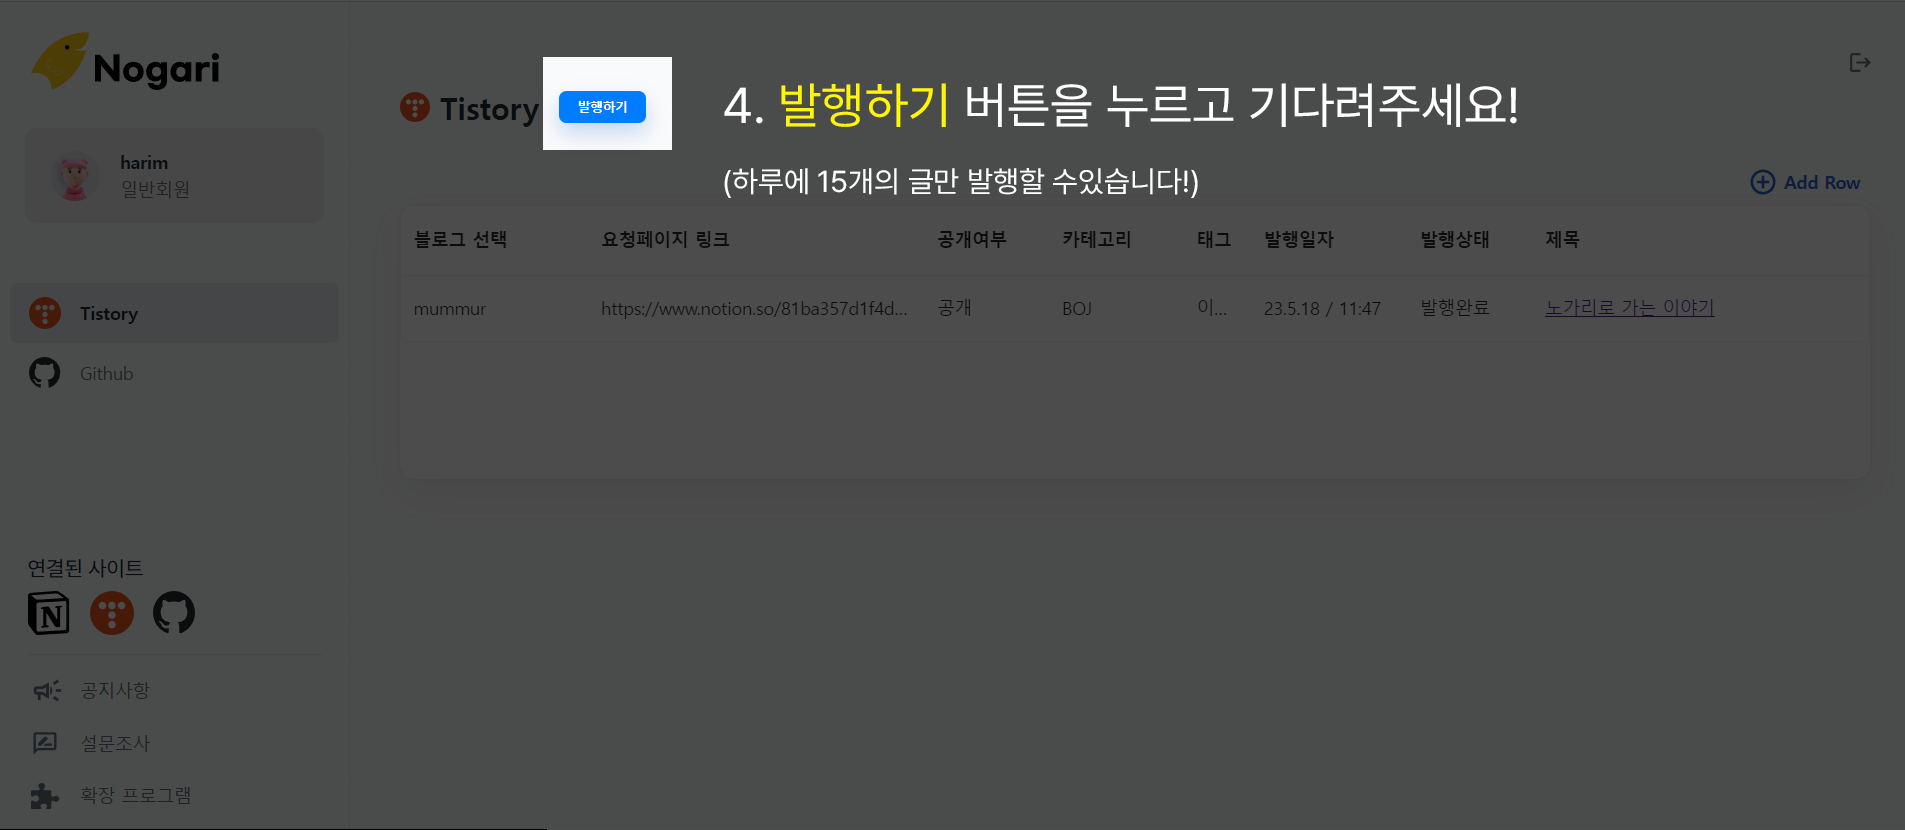 Nogari
harim
일반회원
Tistory
Github
연결된 사이트
N
공지사항
설문조사
확장 프로그램
Tistory
발행하기
4. 발행하기 버튼을 누르고 기다려주세요!
(하루에 15개의 글만 발행할 수있습니다!)
Add Row
블로그 선택 요청페이지 링크 공개여부 카테고리 태그 발행일자 발행상태 제목
mummur https://www.notion.so/81ba357d1f4d... 공개 BOJ 이... 23.5.18 / 11:47 발행완료 노가리로 가는 이야기